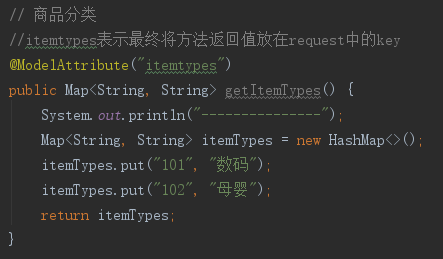 // 商品分类
//itemtypes表示最终将方法返回值放在request中的key
@ModelAttribute("itemtypes")
public Map<String, String> getItemTypes() {
System.out.println("---------------");
Map<String, String> itemTypes = new HashMap<>();
itemTypes.put("101", "数码");
itemTypes.put("102", "母婴");
return itemTypes;
}